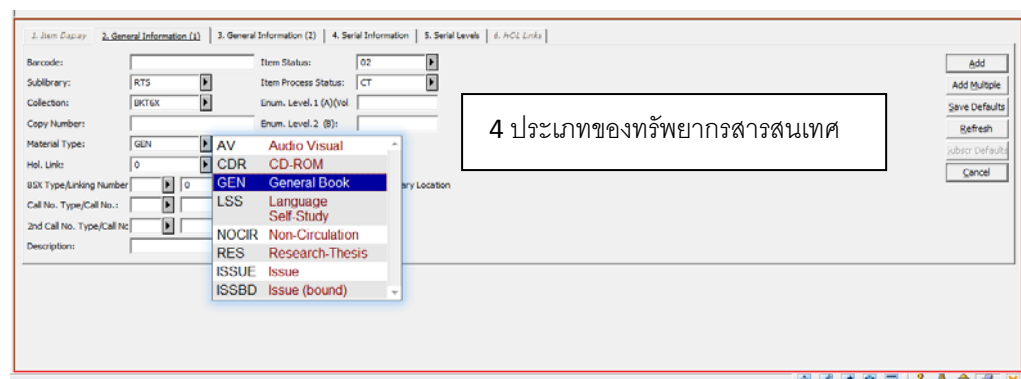 1. Item Display 2. General Information (1) 3. General Information (2) 4. Serial Information 5. Serial Levels 6. HOL Links
Barcode: Item Status: 02 Add
Sublibrary: RTS Item Process Status: CT Add Multiple
Collection: BKT6X Enum. Level.1 (A)(Vol Save Defaults
Copy Number: Enum. Level.2 (B): Refresh
Material Type: GEN Subscr Defaults
Hol. Link: 0 Cancel
BSX Type/Linking Number 0 ary Location
Call No. Type/Call No.:
2nd Call No. Type/Call Nc
Description:
AV Audio Visual
CDR CD-ROM
GEN General Book
LSS Language
Self-Study
NOCIR Non-Circulation
RES Research-Thesis
ISSUE Issue
ISSBD Issue (bound)
4 ประเภทของทรัพยากรสารสนเทศ